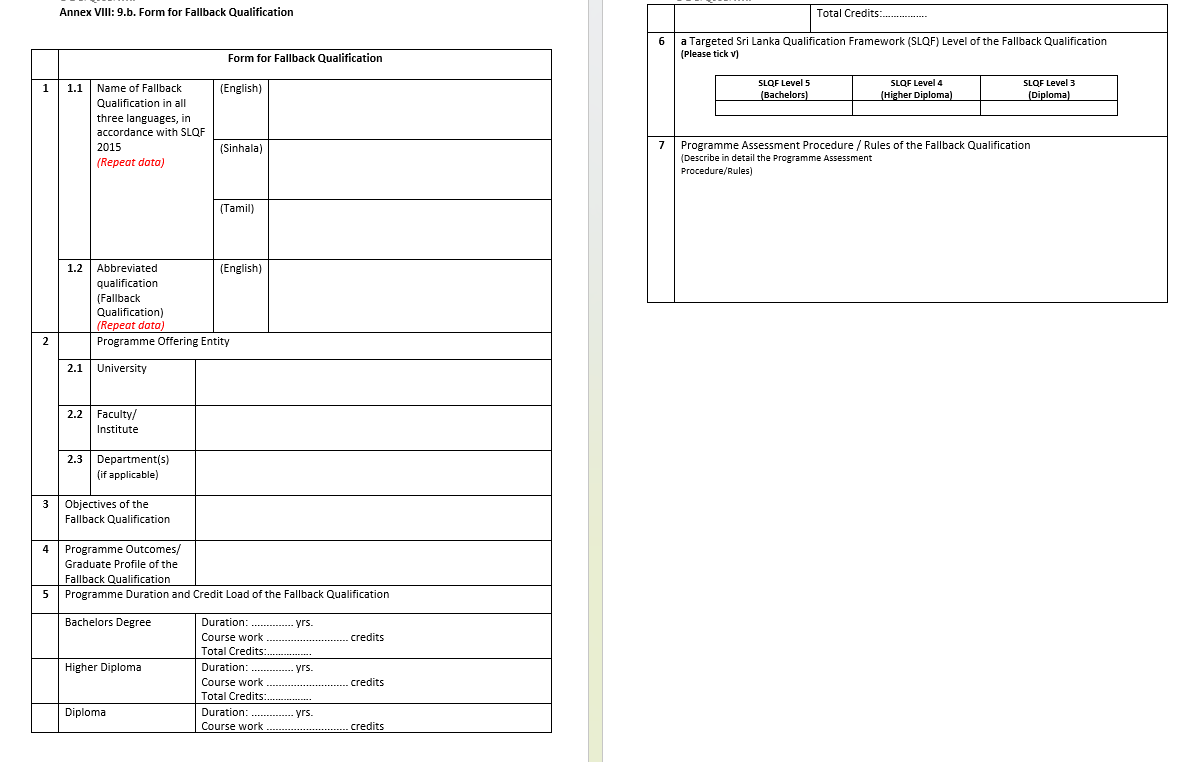 Annex VIII: 9.b. Form for Fallback Qualification
Form for Fallback Qualification
1 1.1 Name of Fallback (English)
Qualification in all
three languages, in
accordance with SLQF
2015 (Sinhala)
(Repeat data)
(Tamil)
1.2 Abbreviated (English)
qualification
(Fallback
Qualification)
(Repeat data)
2 Programme Offering Entity
2.1 University
2.2 Faculty/
Institute
2.3 Department(s)
(if applicable)
3 Objectives of the
Fallback Qualification
4 Programme Outcomes/
Graduate Profile of the
Fallback Qualification
5 Programme Duration and Credit Load of the Fallback Qualification
Bachelors Degree Duration: .............. yrs.
Course work ........................... credits
Total Credits:...............
Higher Diploma Duration: .............. yrs.
Course work ........................... credits
Total Credits:...............
Diploma Duration: .............. yrs.
Course work ........................... credits
Total Credits:...............
6 a Targeted Sri Lanka Qualification Framework (SLQF) Level of the Fallback Qualification
(Please tick √)
SLQF Level 5 SLQF Level 4 SLQF Level 3
(Bachelors) (Higher Diploma) (Diploma)
7 Programme Assessment Procedure / Rules of the Fallback Qualification
(Describe in detail the Programme Assessment
Procedure/Rules)